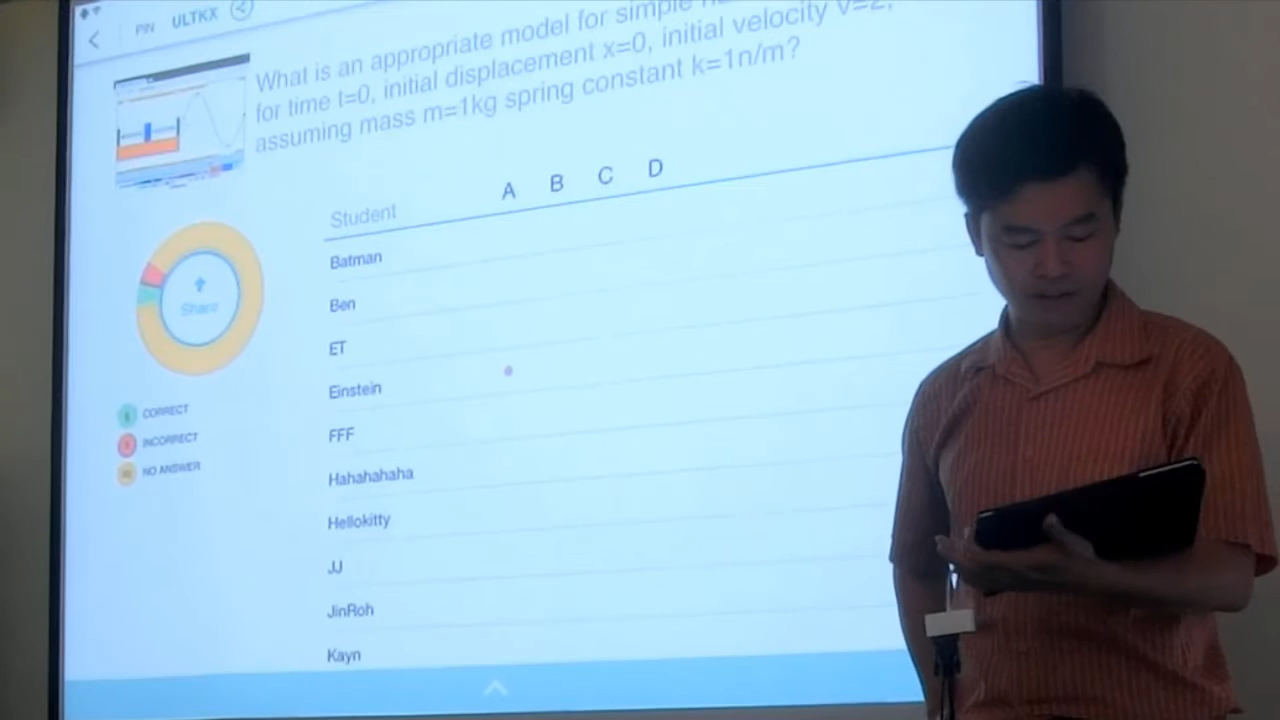 PIN ULTKX
What is an appropriate model for simple
for time t=0, initial displacement x=0, initial velocity v=2,
assuming mass m=1kg spring constant k=1n/m?
Student A B C D
Batman
Ben
ET
Einstein
FFF
Hahahahaha
Hellokitty
JJ
JinRoh
Kayn
Share
CORRECT
INCORRECT
NO ANSWER